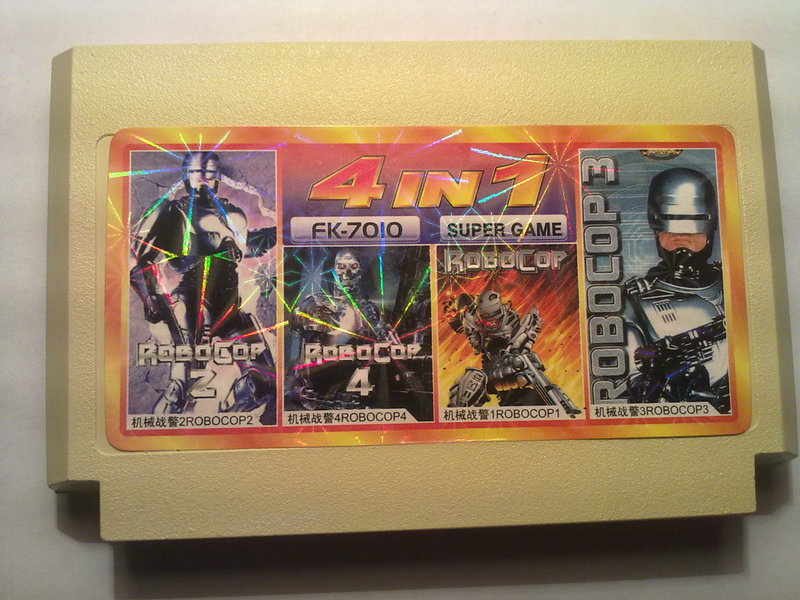 4 IN 1
FK-7010
SUPER GAME
ROBOCOP
2
机械战警2ROBOCOP2
ROBOCOP
4
机械战警4ROBOCOP4
ROBOCOP
机械战警1ROBOCOP1
ROBOCOP 3
机械战警3ROBOCOP3